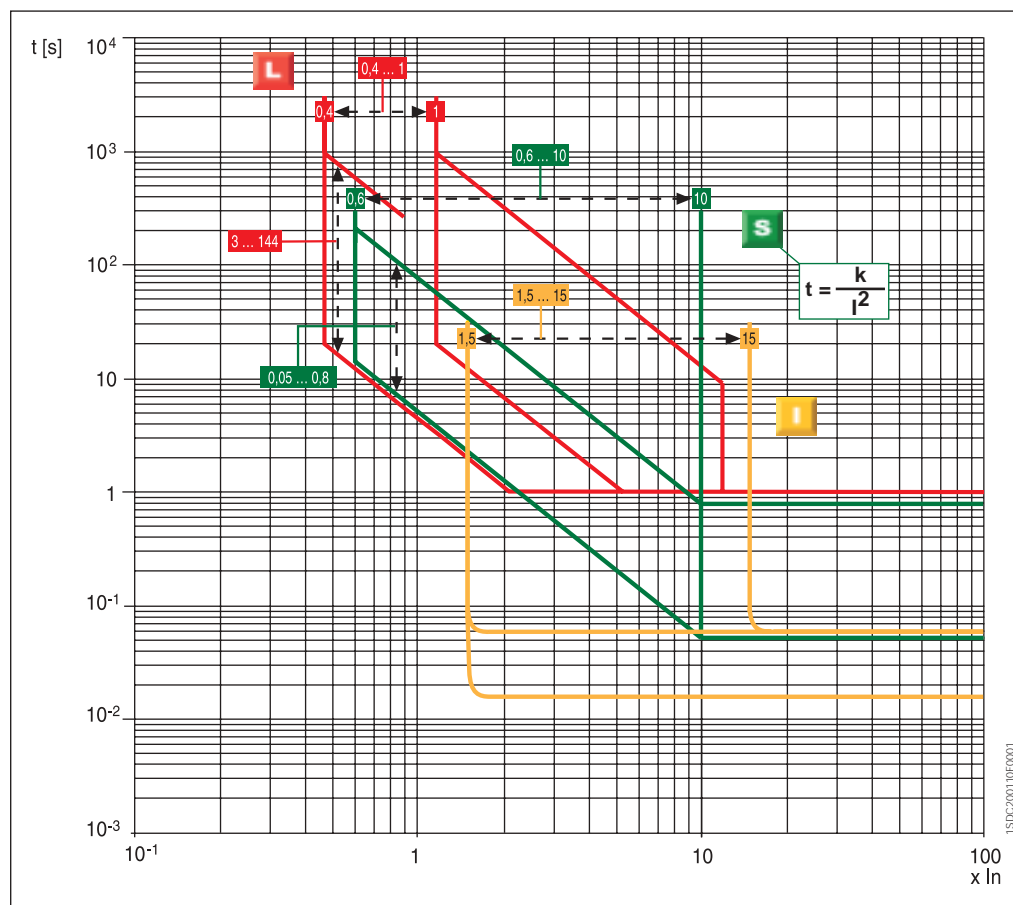 t [s]
10⁴
L
0,4 ... 1
0,4
1
10³
0,6 ... 10
0,6
10
S
3 ... 144
10²
t = k / I²
1,5 ... 15
1,5
15
0,05 ... 0,8
10
I
1
10⁻¹
10⁻²
10⁻³
10⁻¹
1
10
100
x In
1SDC200110F0001